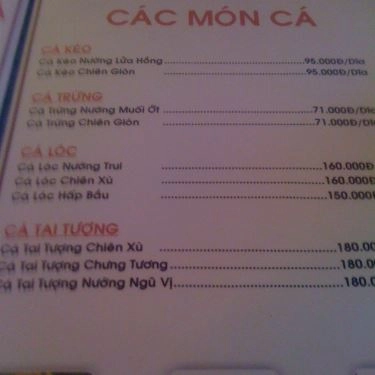 CÁC MÓN CÁ
CÁ KÈO
Cá Kèo Nướng Lửa Hồng........95.000Đ/Dĩa
Cá Kèo Chiên Giòn........95.000Đ/Dĩa
CÁ TRỨNG
Cá Trứng Nướng Muối Ớt........71.000Đ/Dĩa
Cá Trứng Chiên Giòn........71.000Đ/Dĩa
CÁ LÓC
Cá Lóc Nướng Trui........160.000Đ
Cá Lóc Chiên Xù........160.000Đ
Cá Lóc Hấp Bầu........150.000Đ
CÁ TAI TƯỢNG
Cá Tai Tượng Chiên Xù........180.00
Cá Tai Tượng Chưng Tương........180.00
Cá Tai Tượng Nướng Ngũ Vị........180.0